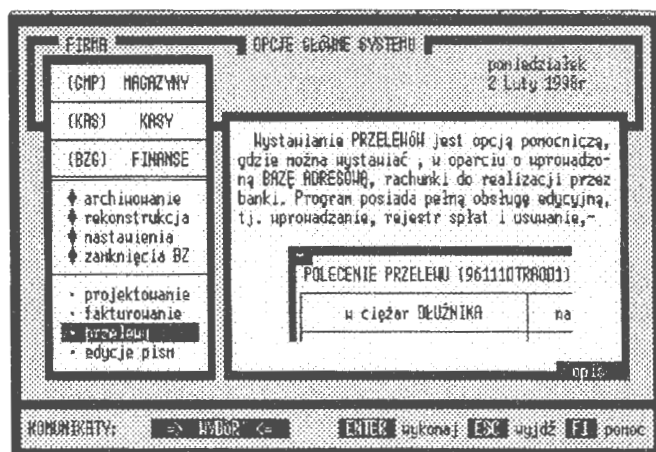 FIRMA
OPCJE GŁÓWNE SYSTEMU
poniedziałek
2 Luty 1998r
(GMP) MAGAZYNY
(KAS) KASY
(BZG) FINANSE
archiwowanie
rekonstrukcja
nastawienia
zamknięcia BZ
- projektowanie
- fakturowanie
- przelewy
- edycje pism
Wystawianie PRZELEWÓW jest opcją pomocniczą,
gdzie można wystawiać , w oparciu o wprowadzo-
ną BAZĘ ADRESOWĄ, rachunki do realizacji przez
banki. Program posiada pełną obsługę edycyjną,
tj. wprowadzanie, rejestr spłat i usuwanie,~
POLECENIE PRZELEWU (961110TRA001)
w ciężar DŁUŻNIKA
na
opis
KOMUNIKATY:
=> WYBÓR <=
ENTER wykonaj ESC wyjdź F1 pomoc